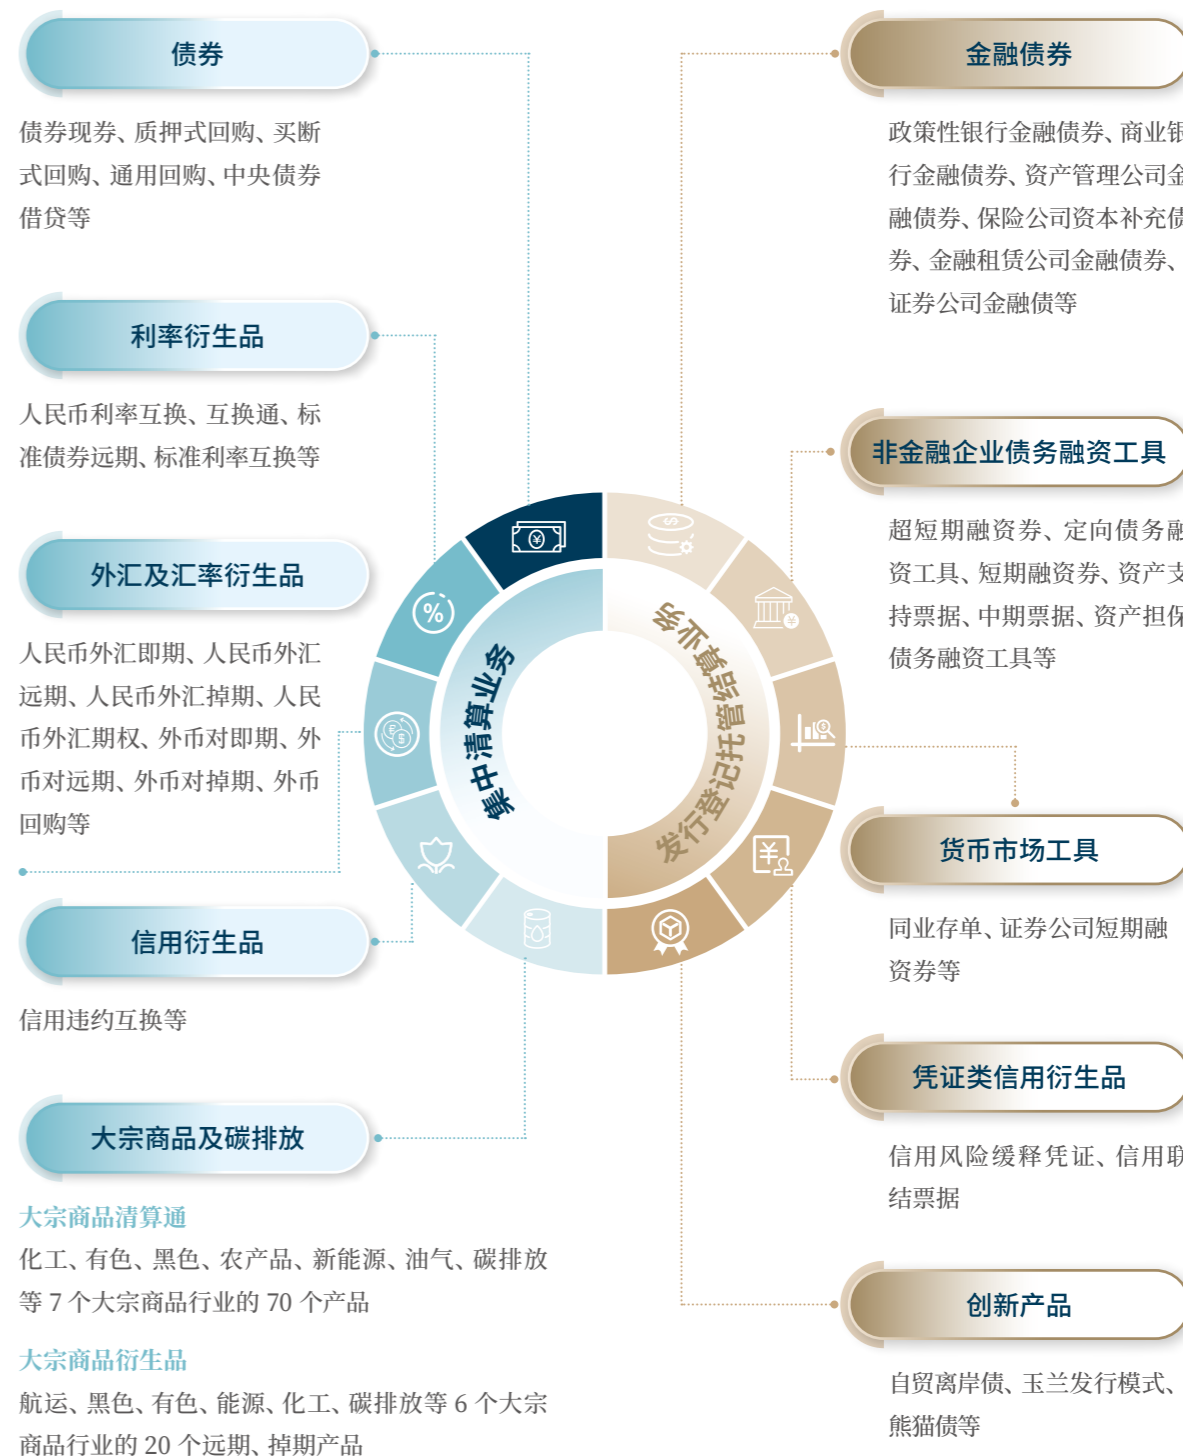 债券
债券现券、质押式回购、买断
式回购、通用回购、中央债券
借贷等
利率衍生品
人民币利率互换、互换通、标
准债券远期、标准利率互换等
外汇及汇率衍生品
人民币外汇即期、人民币外汇
远期、人民币外汇掉期、人民
币外汇期权、外币对即期、外
币对远期、外币对掉期、外币
回购等
信用衍生品
信用违约互换等
大宗商品及碳排放
大宗商品清算通
化工、有色、黑色、农产品、新能源、油气、碳排放
等 7 个大宗商品行业的 70 个产品
大宗商品衍生品
航运、黑色、有色、能源、化工、碳排放等 6 个大宗
商品行业的 20 个远期、掉期产品
集中清算业务
发行登记托管结算业务
金融债券
政策性银行金融债券、商业银
行金融债券、资产管理公司金
融债券、保险公司资本补充债
券、金融租赁公司金融债券、
证券公司金融债等
非金融企业债务融资工具
超短期融资券、定向债务融
资工具、短期融资券、资产支
持票据、中期票据、资产担保
债务融资工具等
货币市场工具
同业存单、证券公司短期融
资券等
凭证类信用衍生品
信用风险缓释凭证、信用联
结票据
创新产品
自贸离岸债、玉兰发行模式、
熊猫债等